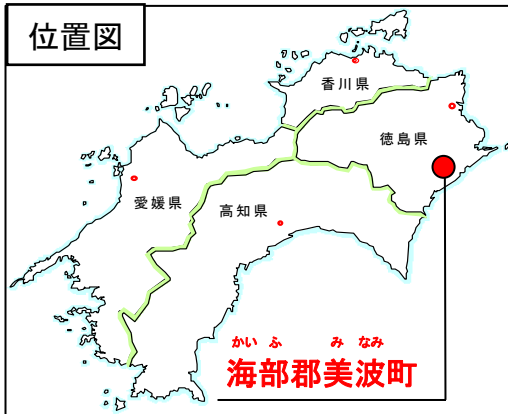 位置図
香川県
徳島県
愛媛県
高知県
かいふ みなみ
海部郡美波町